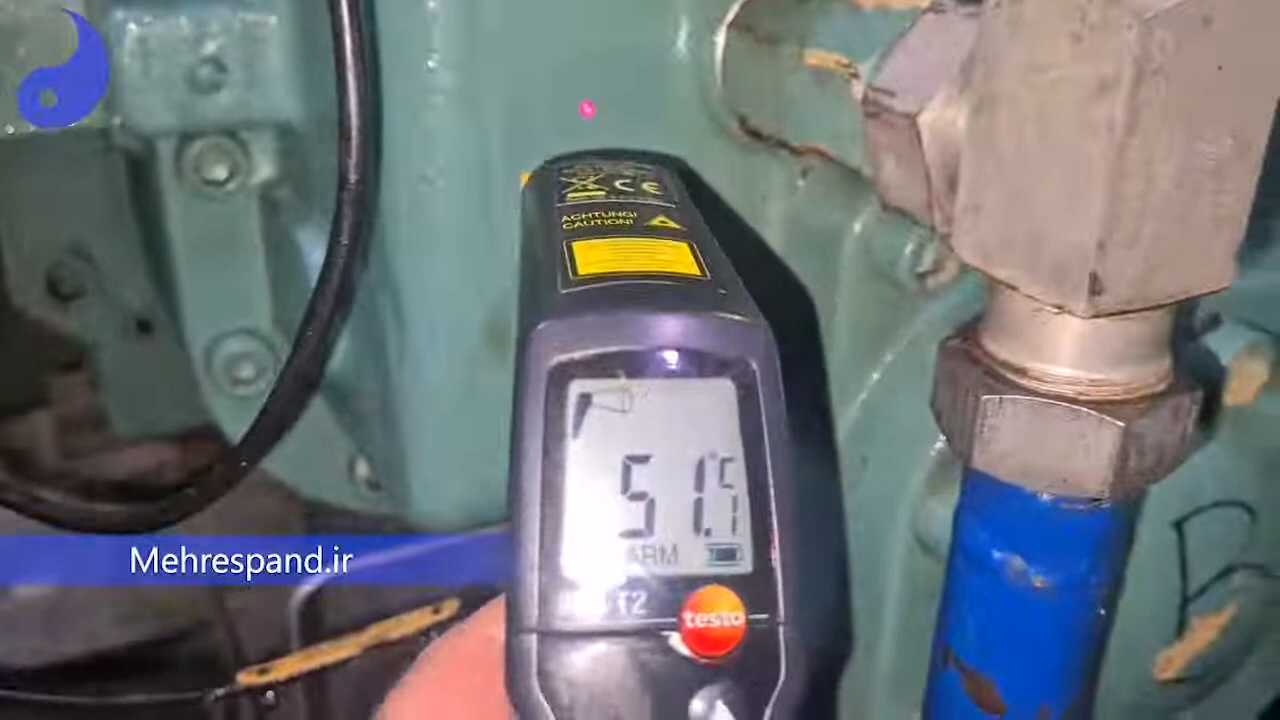 CE
ACHTUNG!
CAUTION!
51.5
ARM
T2
testo
Mehrespand.ir
B